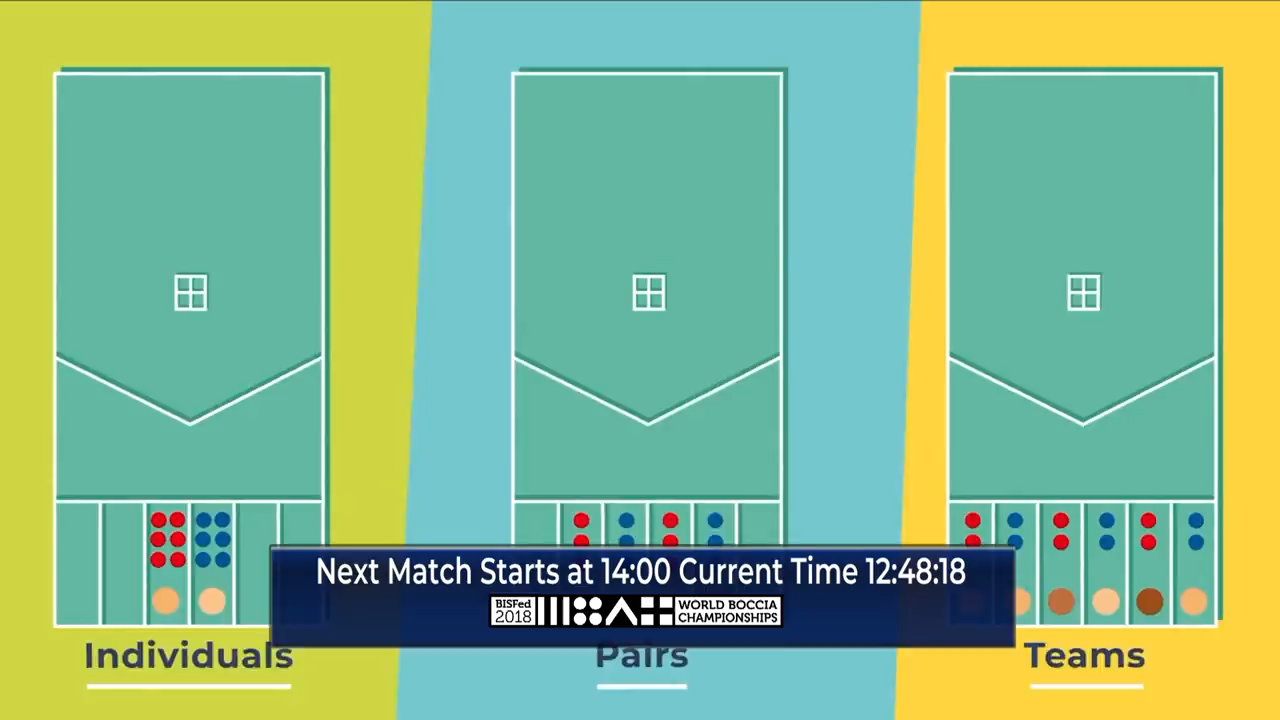 Next Match Starts at 14:00 Current Time 12:48:18
BISFed
2018
WORLD BOCCIA
CHAMPIONSHIPS
Individuals
Pairs
Teams